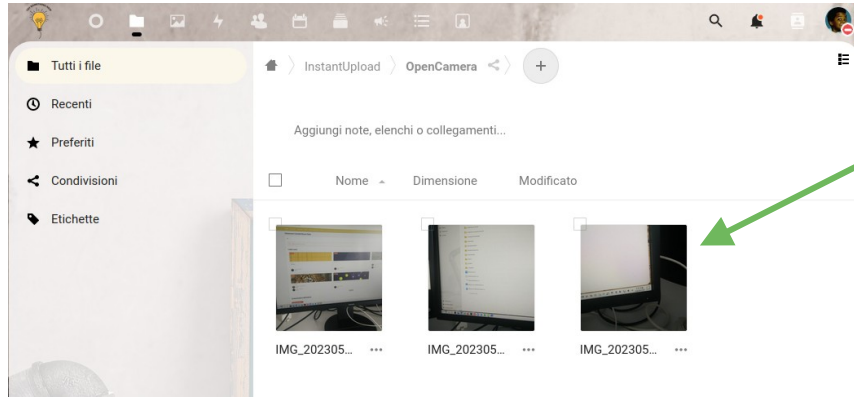 Tutti i file
InstantUpload OpenCamera
Recenti
Aggiungi note, elenchi o collegamenti...
Preferiti
Condivisioni
Nome Dimensione Modificato
Etichette
IMG_202305... IMG_202305... IMG_202305...